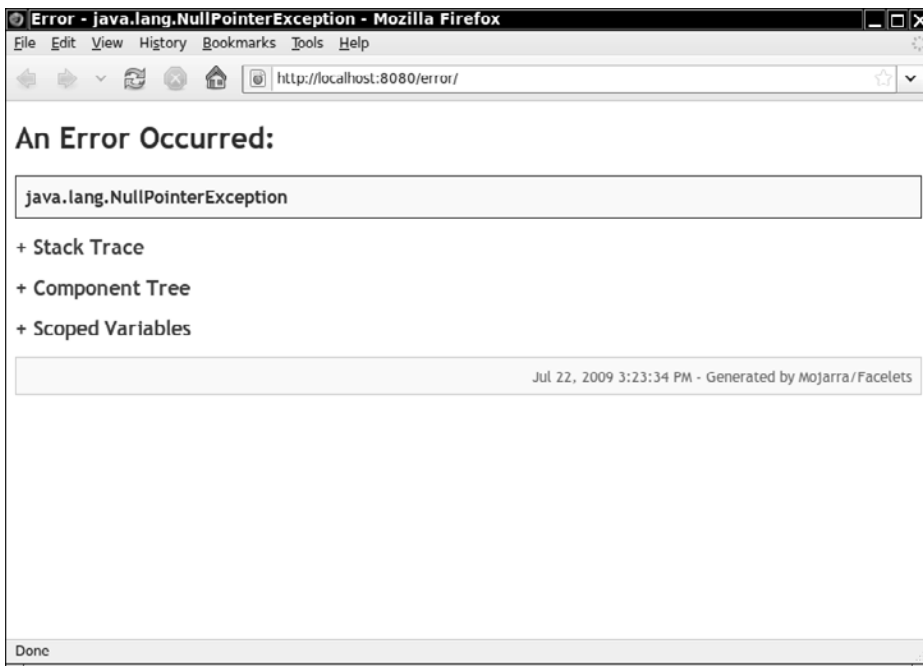 Error - java.lang.NullPointerException - Mozilla Firefox
File Edit View History Bookmarks Tools Help
http://localhost:8080/error/
An Error Occurred:
java.lang.NullPointerException
+ Stack Trace
+ Component Tree
+ Scoped Variables
Jul 22, 2009 3:23:34 PM - Generated by Mojarra/Facelets
Done